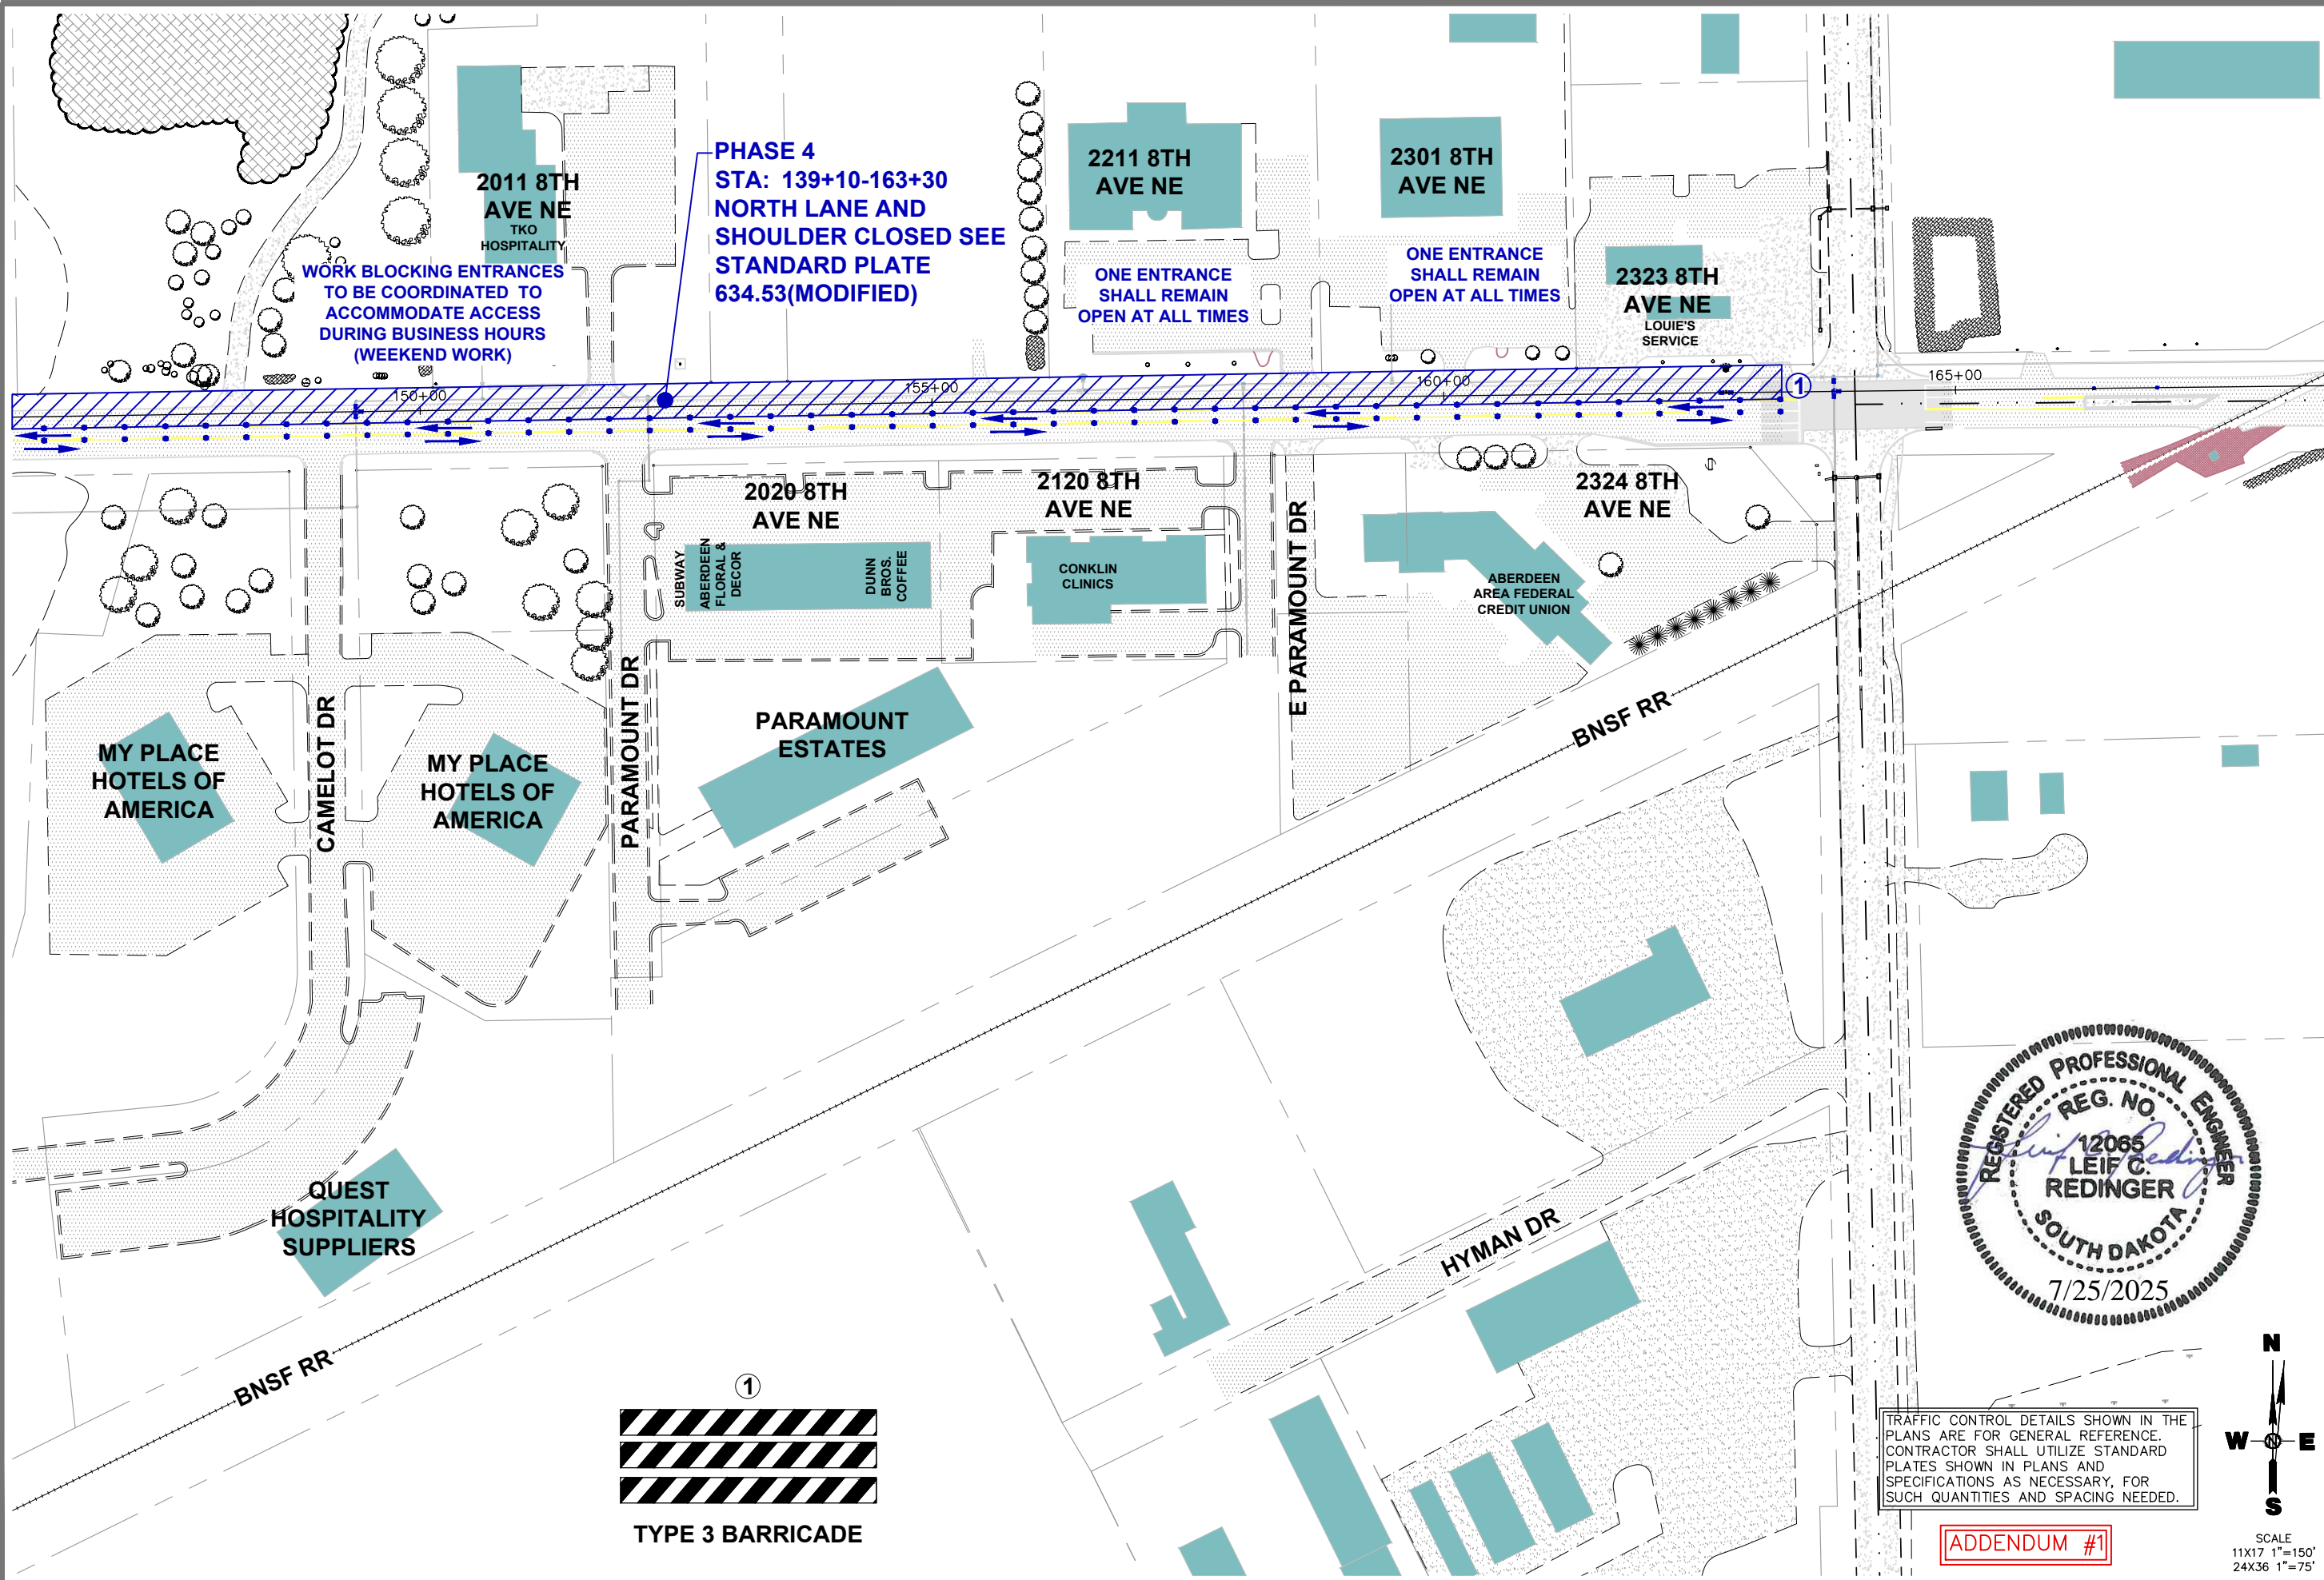 PHASE 4
STA: 139+10-163+30
NORTH LANE AND
SHOULDER CLOSED SEE
STANDARD PLATE
634.53(MODIFIED)
2011 8TH
AVE NE
TKO
HOSPITALITY
WORK BLOCKING ENTRANCES
TO BE COORDINATED TO
ACCOMMODATE ACCESS
DURING BUSINESS HOURS
(WEEKEND WORK)
2211 8TH
AVE NE
ONE ENTRANCE
SHALL REMAIN
OPEN AT ALL TIMES
2301 8TH
AVE NE
ONE ENTRANCE
SHALL REMAIN
OPEN AT ALL TIMES
2323 8TH
AVE NE
LOUIE'S
SERVICE
150+00
155+00
160+00
1
165+00
2020 8TH
AVE NE
SUBWAY
ABERDEEN
FLORAL &
DECOR
DUNN
BROS.
COFFEE
2120 8TH
AVE NE
CONKLIN
CLINICS
E PARAMOUNT DR
2324 8TH
AVE NE
ABERDEEN
AREA FEDERAL
CREDIT UNION
MY PLACE
HOTELS OF
AMERICA
CAMELOT DR
MY PLACE
HOTELS OF
AMERICA
PARAMOUNT DR
PARAMOUNT
ESTATES
BNSF RR
QUEST
HOSPITALITY
SUPPLIERS
BNSF RR
HYMAN DR
1
TYPE 3 BARRICADE
REGISTERED PROFESSIONAL ENGINEER
REG. NO.
12065
LEIF C.
REDINGER
SOUTH DAKOTA
7/25/2025
TRAFFIC CONTROL DETAILS SHOWN IN THE
PLANS ARE FOR GENERAL REFERENCE.
CONTRACTOR SHALL UTILIZE STANDARD
PLATES SHOWN IN PLANS AND
SPECIFICATIONS AS NECESSARY, FOR
SUCH QUANTITIES AND SPACING NEEDED.
ADDENDUM #1
N
W N E
S
SCALE
11X17 1"=150'
24X36 1"=75'